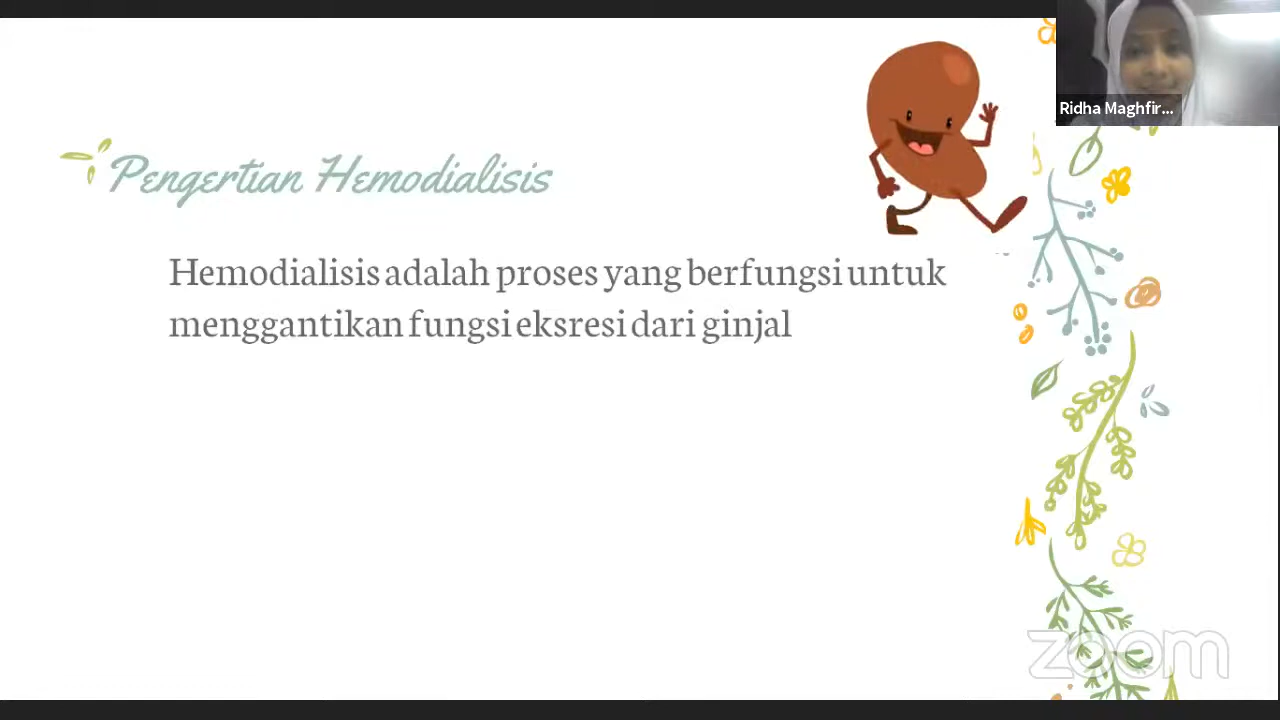 Ridha Maghfir...
Pengertian Hemodialisis
Hemodialisis adalah proses yang berfungsi untuk
menggantikan fungsi eksresi dari ginjal
zoom